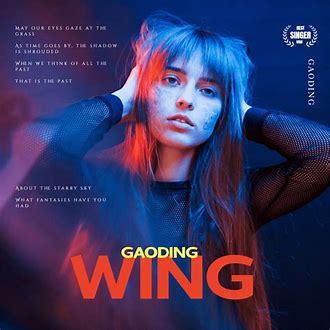 May our eyes gaze at the
grass
As time goes by, the shadow
is shrouded
When we think of all the
past
That is the past
BEST
SINGER
GAODING
About the starry sky
What fantasies have you
had
GAODING
WING